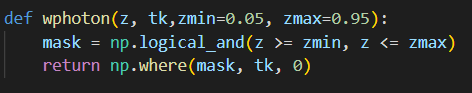 def wphoton(z, tk,zmin=0.05, zmax=0.95):
    mask = np.logical_and(z >= zmin, z <= zmax)
    return np.where(mask, tk, 0)